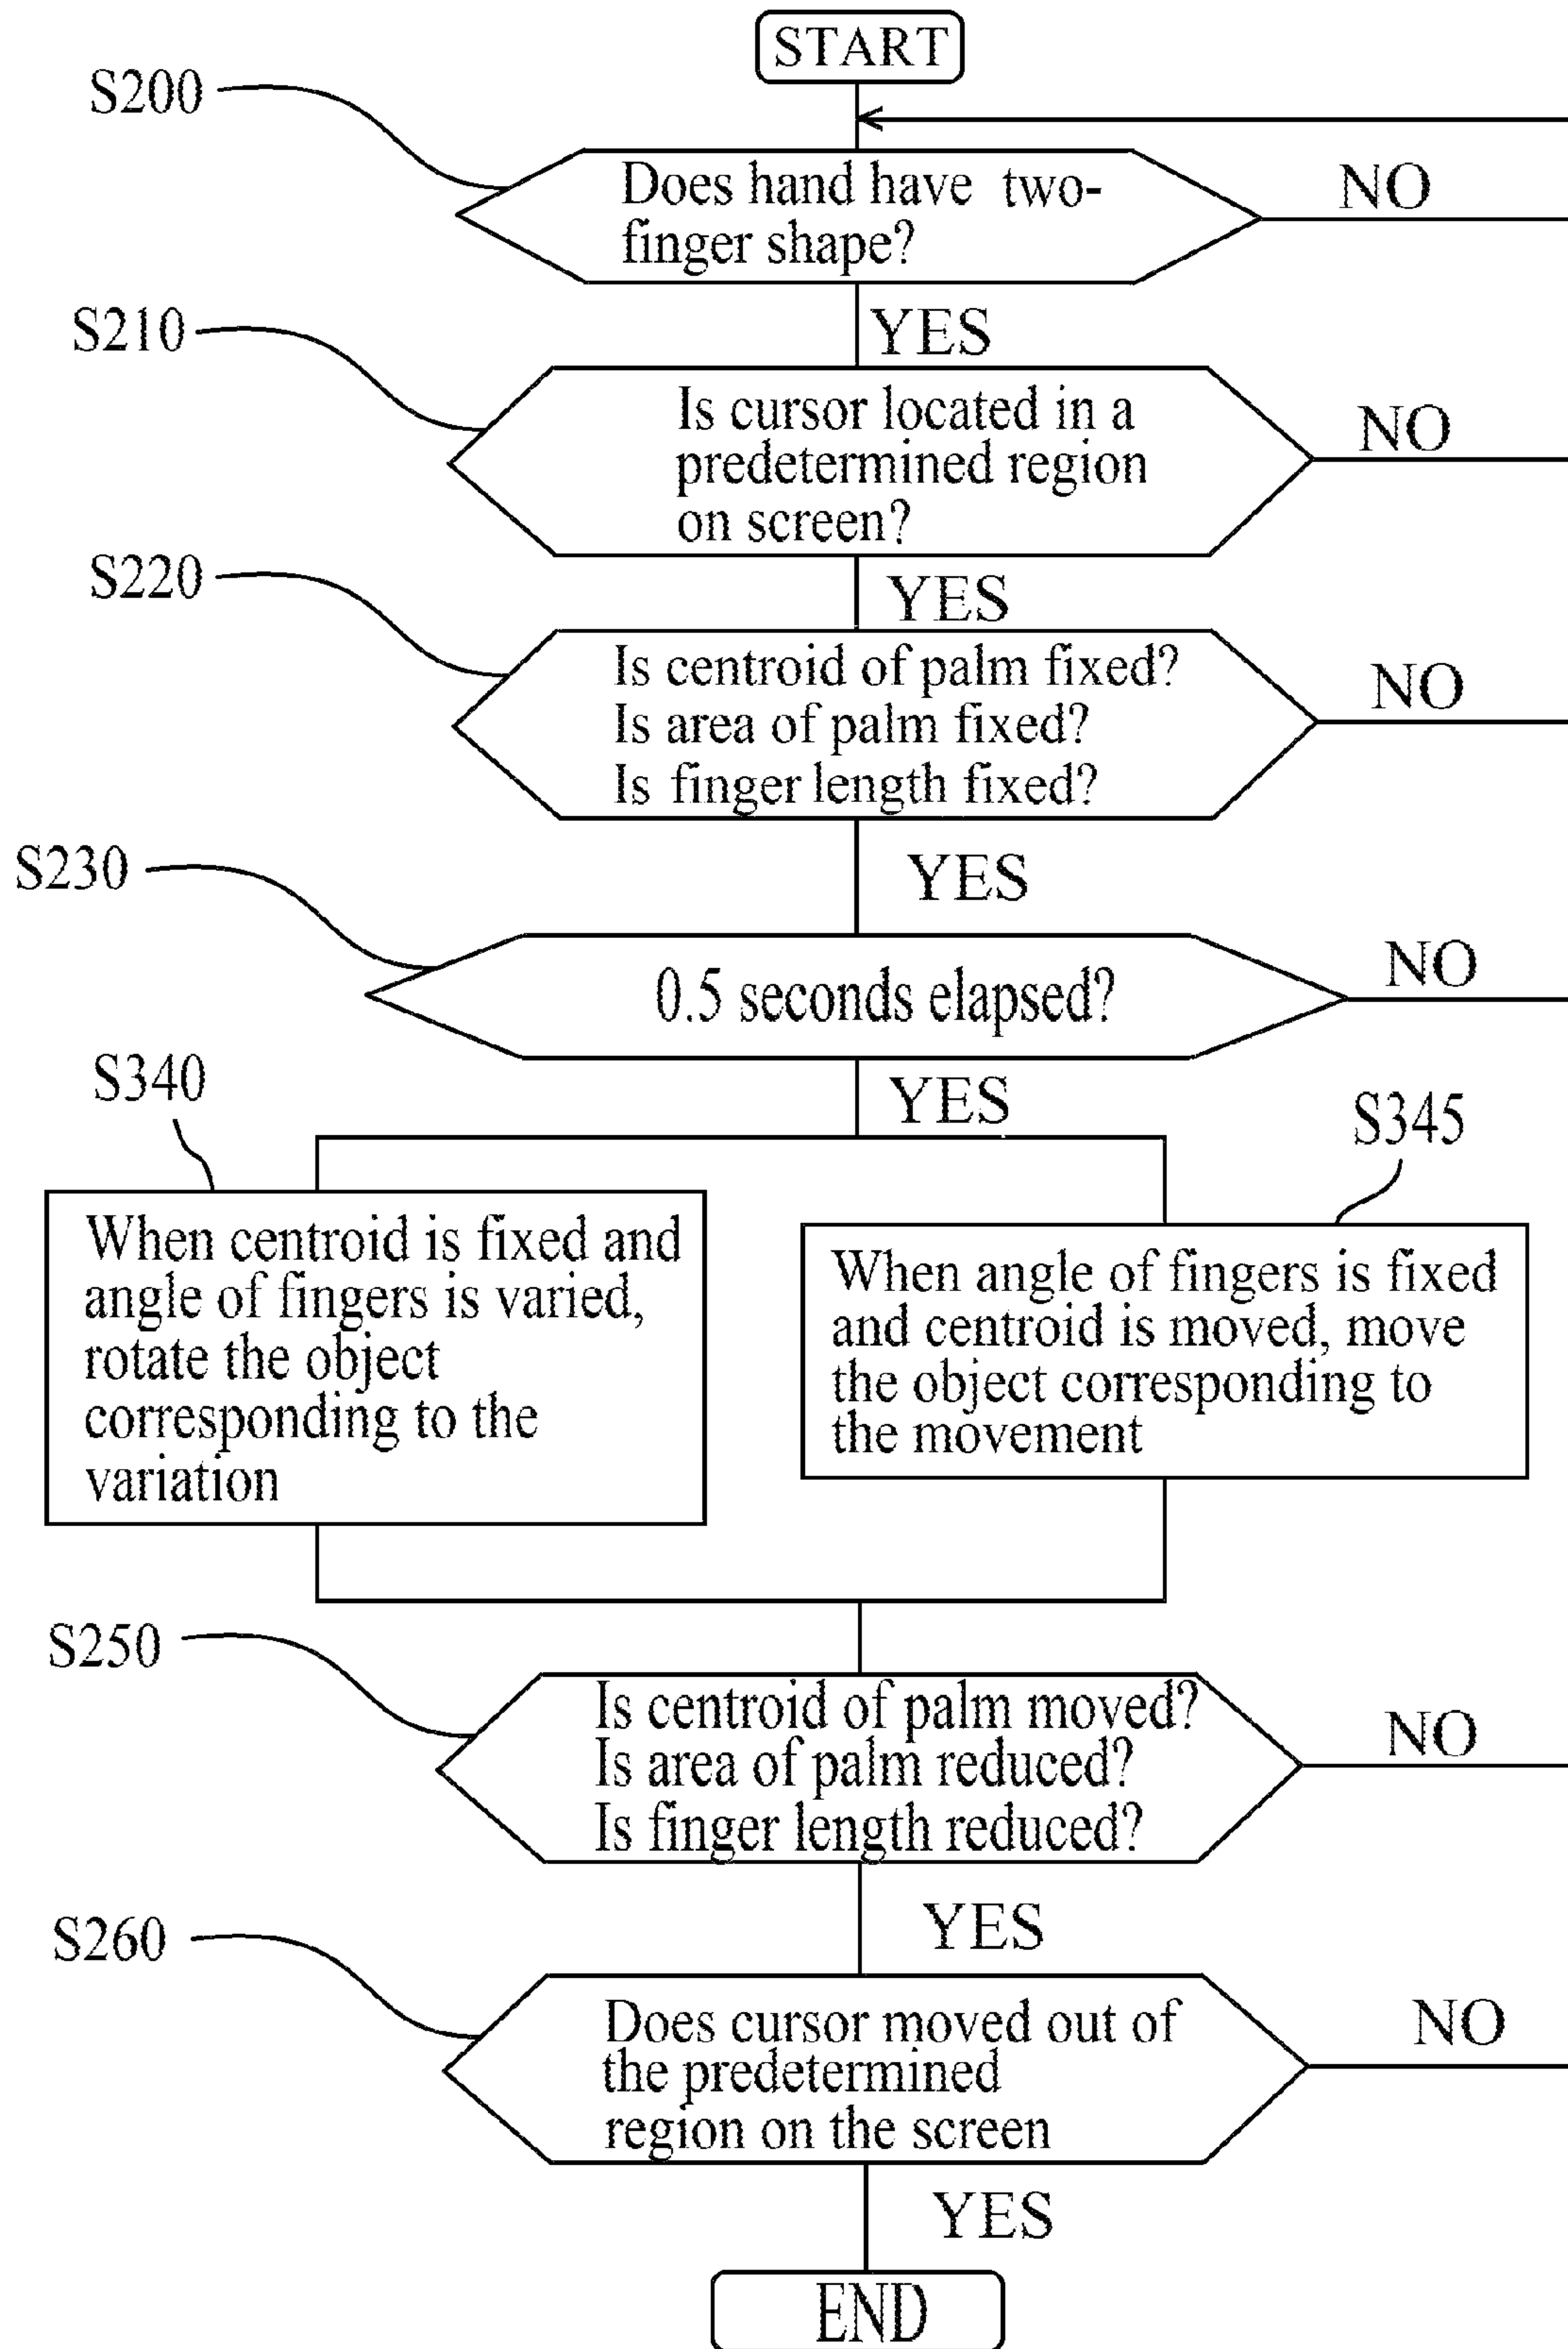 START
S200
Does hand have two-
finger shape?
NO
YES
S210
Is cursor located in a
predetermined region
on screen?
NO
YES
S220
Is centroid of palm fixed?
Is area of palm fixed?
Is finger length fixed?
NO
YES
S230
0.5 seconds elapsed?
NO
YES
S340
When centroid is fixed and
angle of fingers is varied,
rotate the object
corresponding to the
variation
S345
When angle of fingers is fixed
and centroid is moved, move
the object corresponding to
the movement
S250
Is centroid of palm moved?
Is area of palm reduced?
Is finger length reduced?
NO
YES
S260
Does cursor moved out of
the predetermined
region on the screen
NO
YES
END